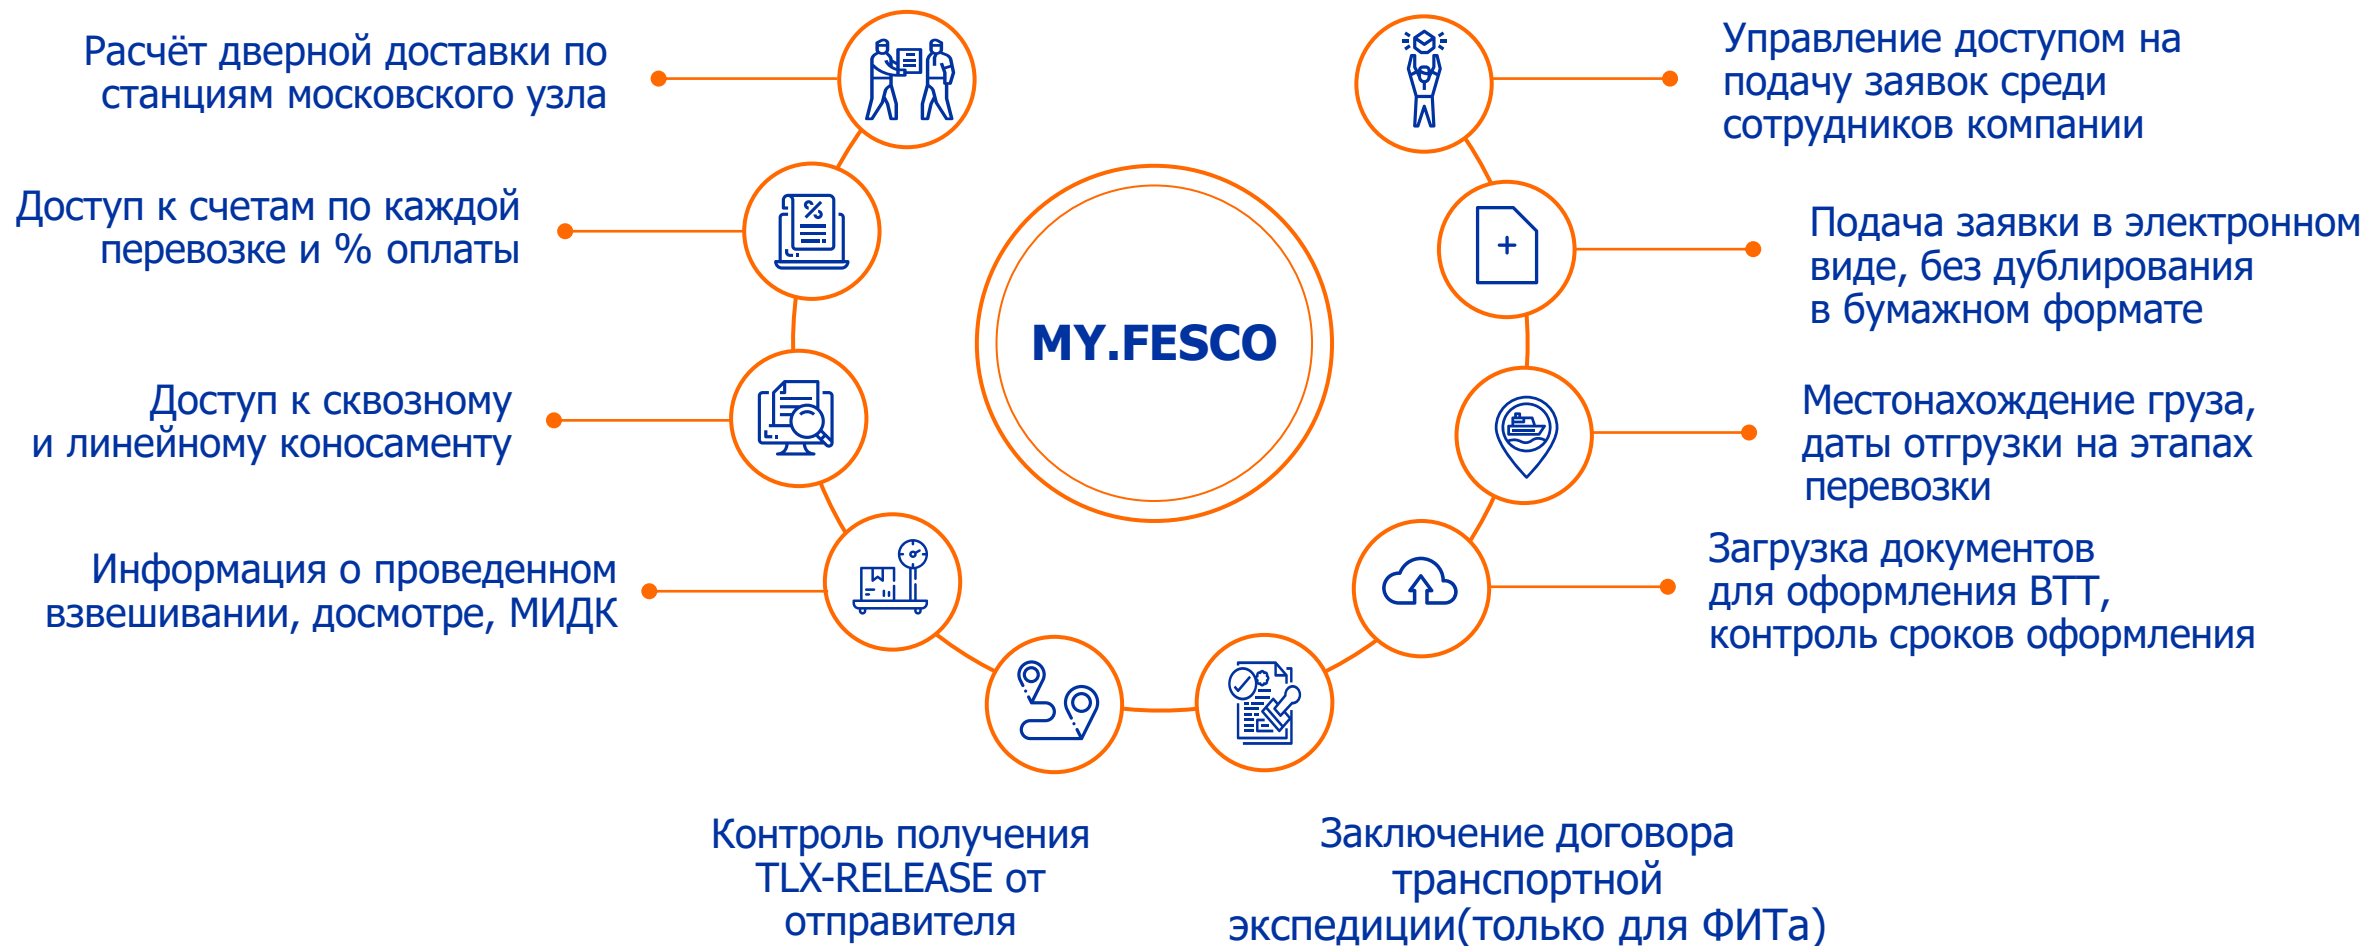 Расчёт дверной доставки по
станциям московского узла
Доступ к счетам по каждой
перевозке и % оплаты
Доступ к сквозному
и линейному коносаменту
Информация о проведенном
взвешивании, досмотре, МИДК
Контроль получения
TLX-RELEASE от
отправителя
MY.FESCO
Управление доступом на
подачу заявок среди
сотрудников компании
Подача заявки в электронном
виде, без дублирования
в бумажном формате
Местонахождение груза,
даты отгрузки на этапах
перевозки
Загрузка документов
для оформления ВТТ,
контроль сроков оформления
Заключение договора
транспортной
экспедиции(только для ФИТа)